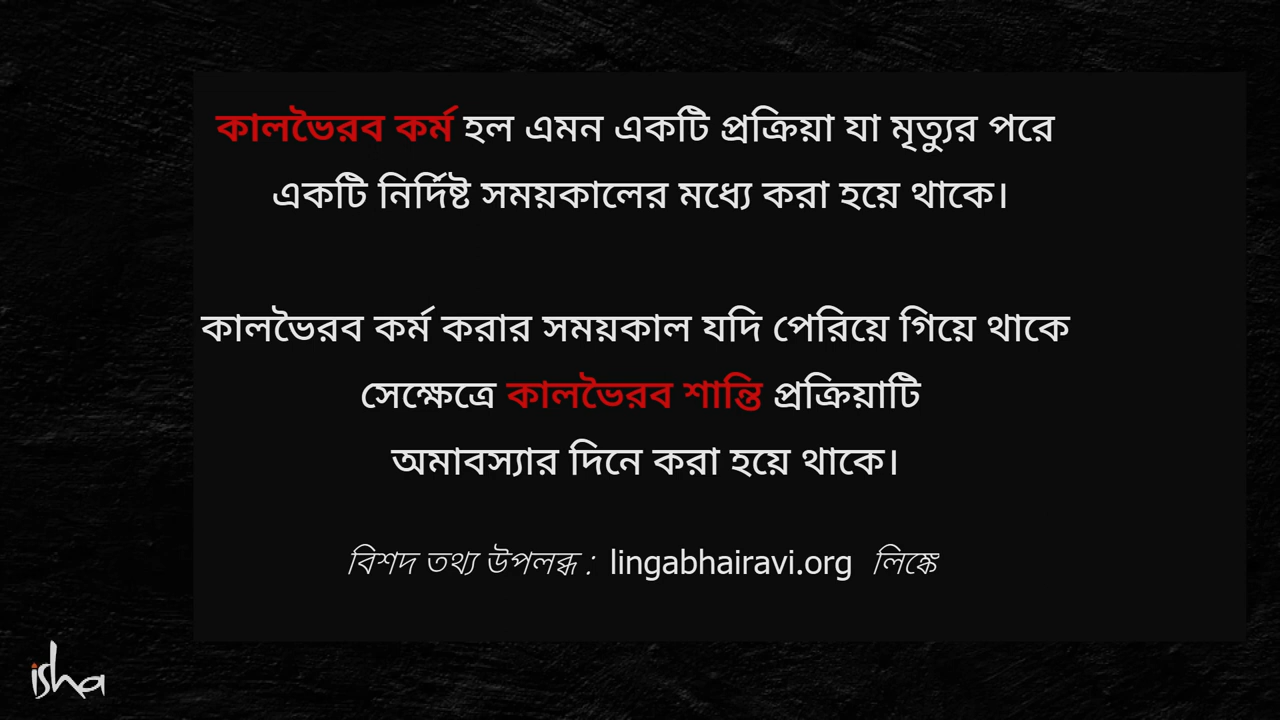 কালভৈরব কর্ম হল এমন একটি প্রক্রিয়া যা মৃত্যুর পরে
একটি নির্দিষ্ট সময়কালের মধ্যে করা হয়ে থাকে।
কালভৈরব কর্ম করার সময়কাল যদি পেরিয়ে গিয়ে থাকে
সেক্ষেত্রে কালভৈরব শান্তি প্রক্রিয়াটি
অমাবস্যার দিনে করা হয়ে থাকে।
বিশদ তথ্য উপলব্ধ : lingabhairavi.org লিঙ্কে
isha